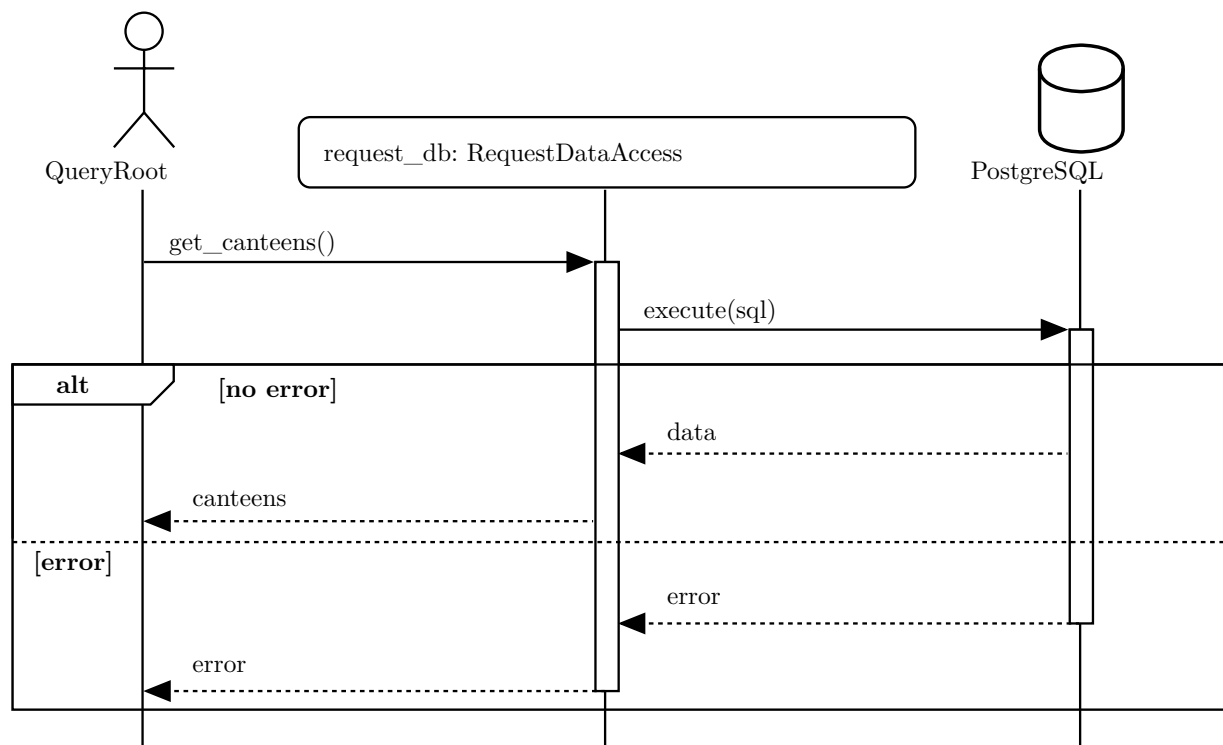 QueryRoot
request_db: RequestDataAccess
PostgreSQL
get_canteens()
execute(sql)
alt
[no error]
data
canteens
[error]
error
error